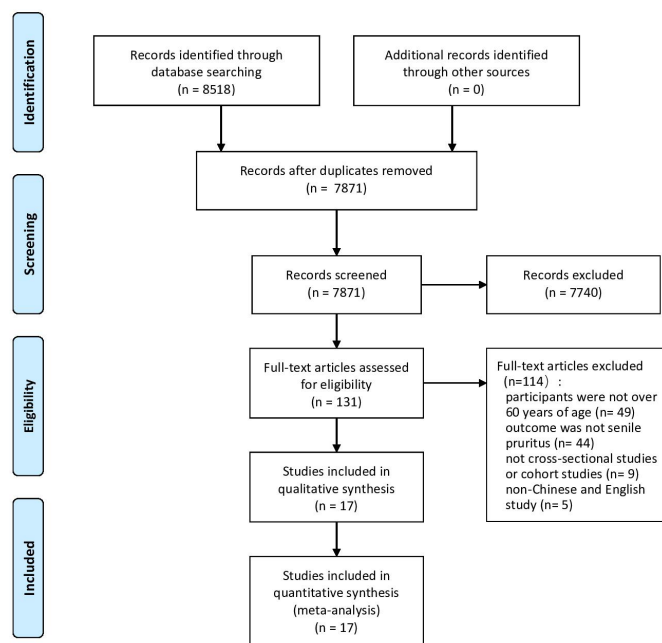 Identification
Records identified through
database searching
(n = 8518)
Additional records identified
through other sources
(n = 0)
Records after duplicates removed
(n = 7871)
Screening
Records screened
(n = 7871)
Records excluded
(n = 7740)
Eligibility
Full-text articles assessed
for eligibility
(n = 131)
Full-text articles excluded
(n=114) :
participants were not over
60 years of age (n= 49)
outcome was not senile
pruritus (n= 44)
not cross-sectional studies
or cohort studies (n= 9)
non-Chinese and English
study (n= 5)
Studies included in
qualitative synthesis
(n = 17)
Included
Studies included in
quantitative synthesis
(meta-analysis)
(n = 17)